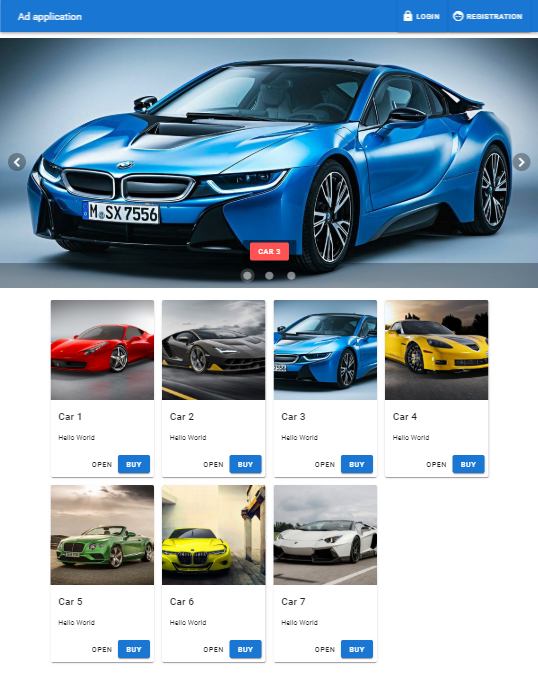 Ad application
LOGIN
REGISTRATION
M SX 7556
CAR 3
Car 1
Hello World
OPEN BUY
Car 2
Hello World
OPEN BUY
Car 3
Hello World
OPEN BUY
Car 4
Hello World
OPEN BUY
Car 5
Hello World
OPEN BUY
Car 6
Hello World
OPEN BUY
Car 7
Hello World
OPEN BUY